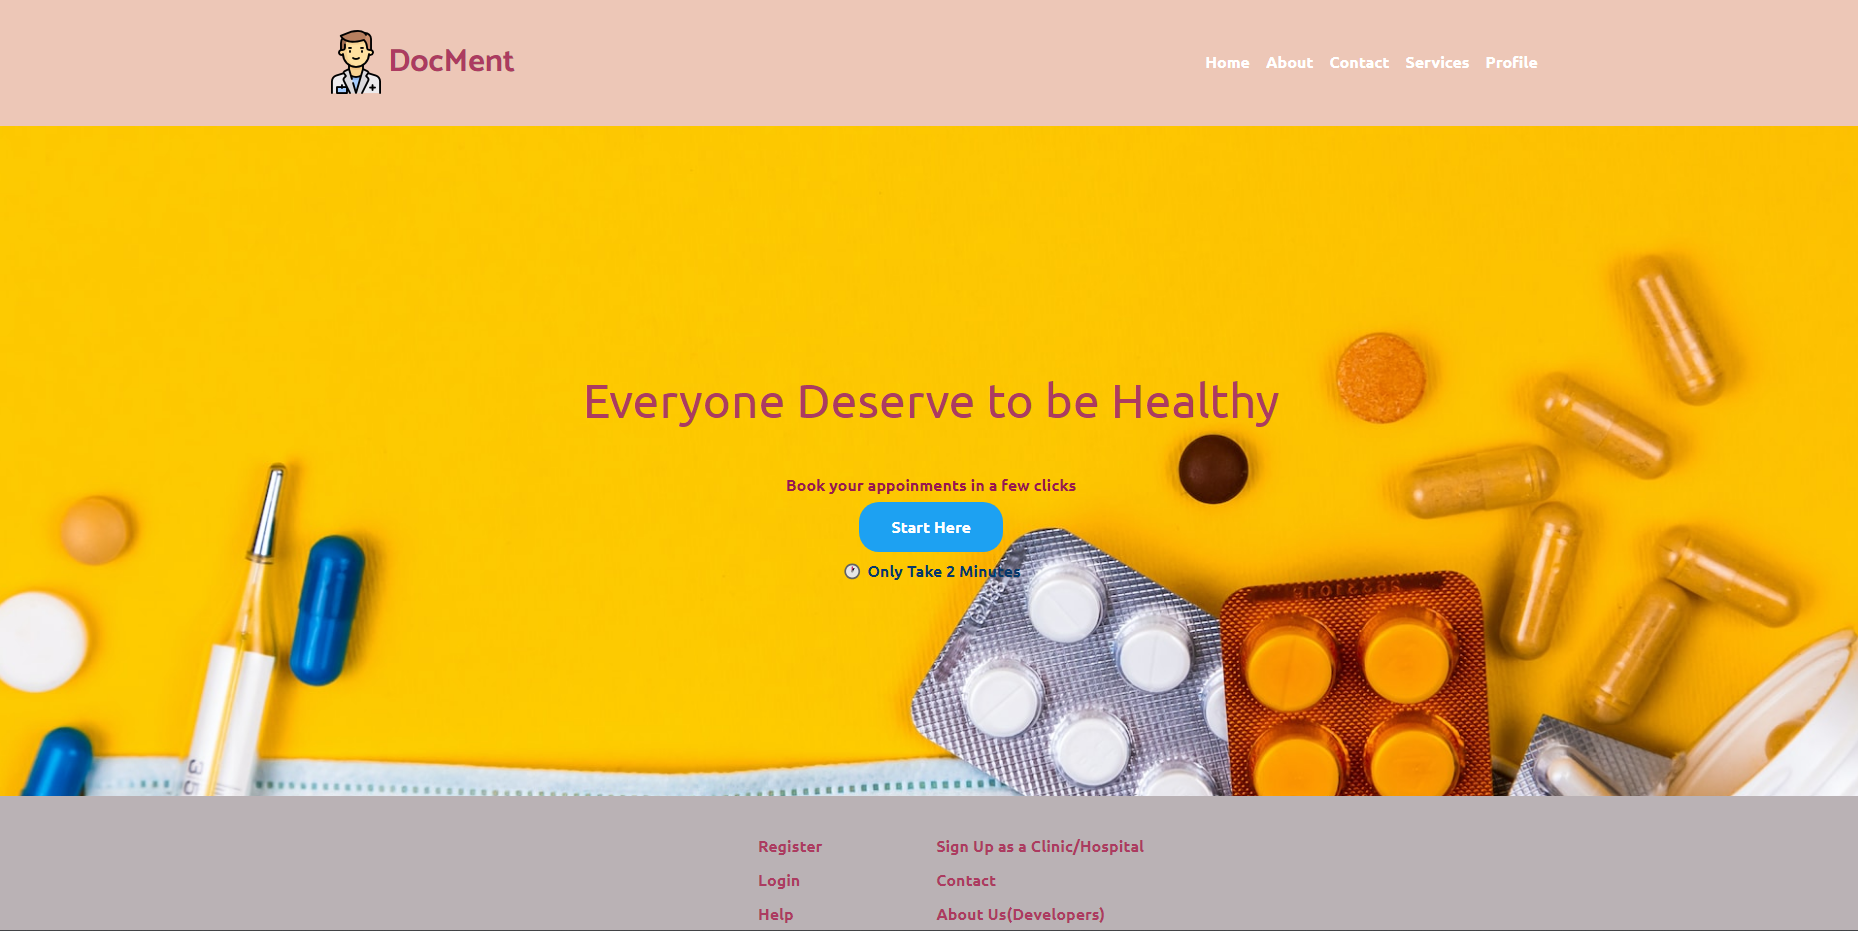 DocMent
Home About Contact Services Profile
Everyone Deserve to be Healthy
Book your appoinments in a few clicks
Start Here
Only Take 2 Minutes
35
Register
Sign Up as a Clinic/Hospital
Login
Contact
Help
About Us(Developers)